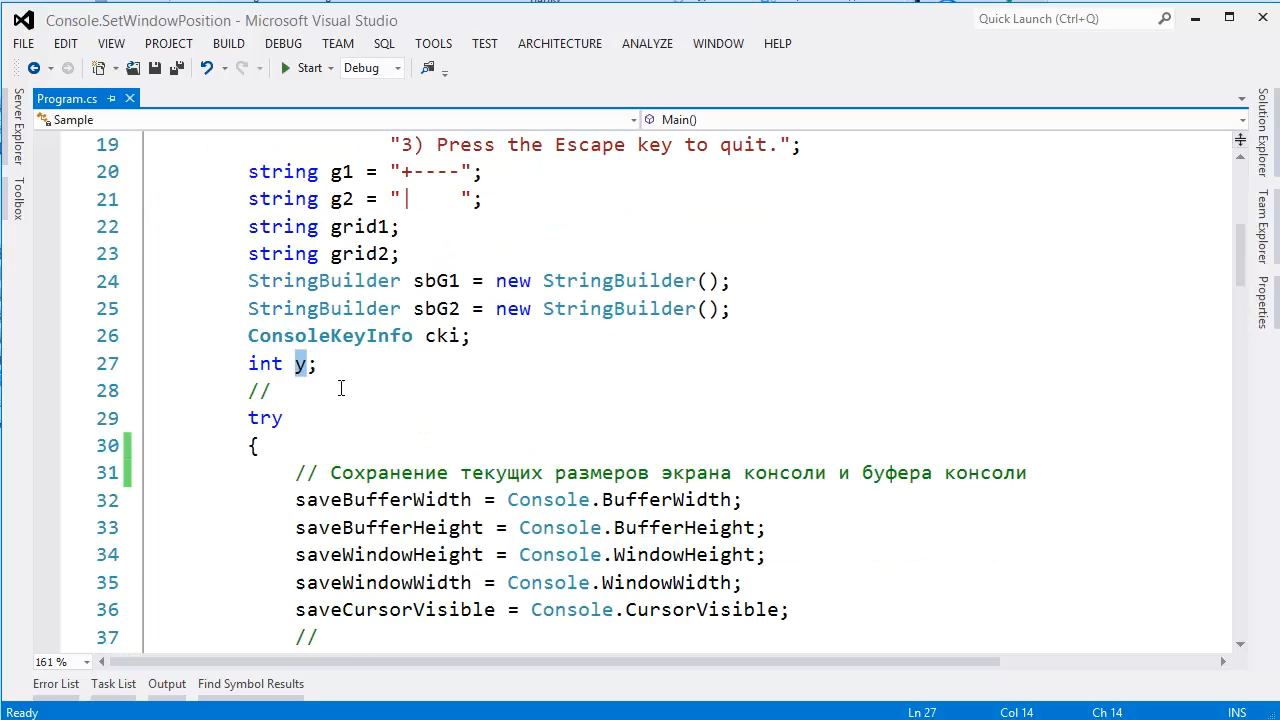 Console.SetWindowPosition - Microsoft Visual Studio
Quick Launch (Ctrl+Q)
FILE EDIT VIEW PROJECT BUILD DEBUG TEAM SQL TOOLS TEST ARCHITECTURE ANALYZE WINDOW HELP
Start Debug
Program.cs
Sample Main()
Server Explorer
Toolbox
Solution Explorer
Team Explorer
Properties
19 "3) Press the Escape key to quit.";
20 string g1 = "+----";
21 string g2 = "|    ";
22 string grid1;
23 string grid2;
24 StringBuilder sbG1 = new StringBuilder();
25 StringBuilder sbG2 = new StringBuilder();
26 ConsoleKeyInfo cki;
27 int y;
28 //
29 try
30 {
31 // Сохранение текущих размеров экрана консоли и буфера консоли
32 saveBufferWidth = Console.BufferWidth;
33 saveBufferHeight = Console.BufferHeight;
34 saveWindowHeight = Console.WindowHeight;
35 saveWindowWidth = Console.WindowWidth;
36 saveCursorVisible = Console.CursorVisible;
37 //
161 %
Error List Task List Output Find Symbol Results
Ready Ln 27 Col 14 Ch 14 INS